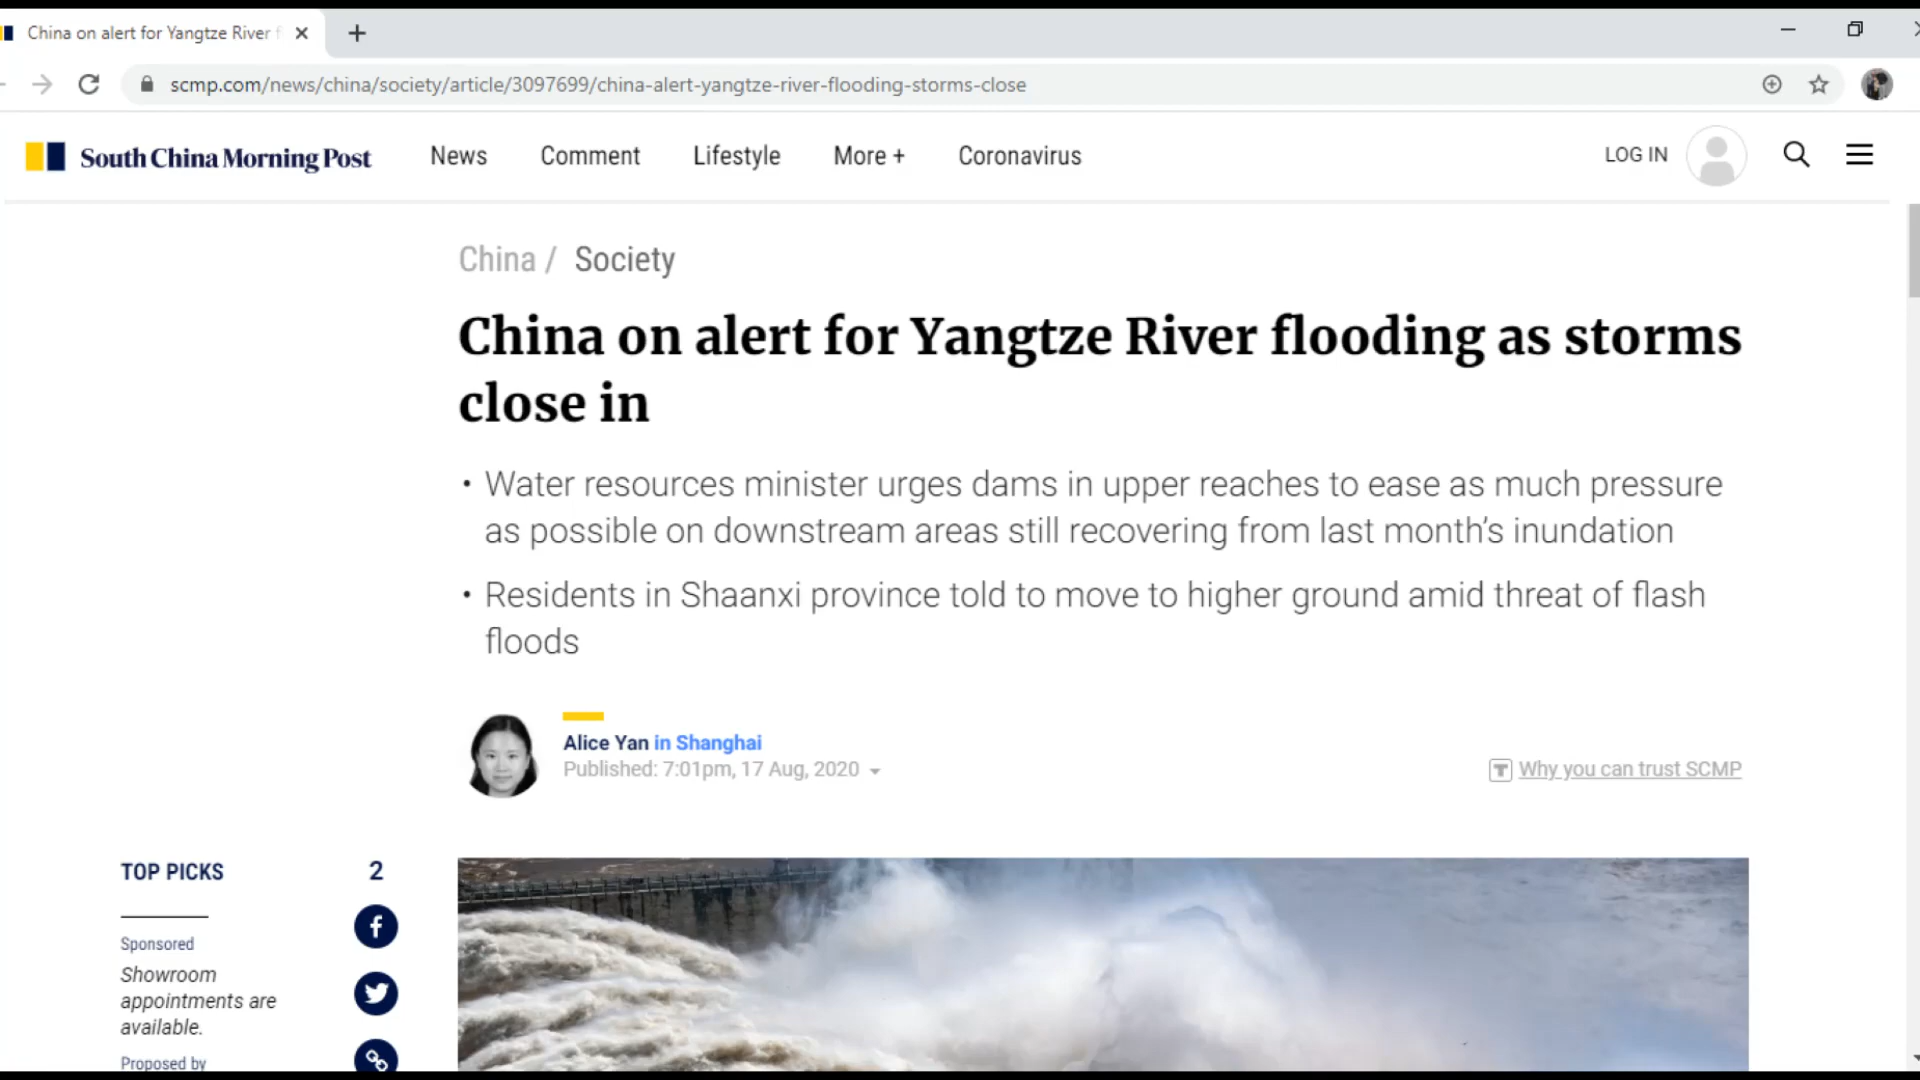 China on alert for Yangtze River f
scmp.com/news/china/society/article/3097699/china-alert-yangtze-river-flooding-storms-close
South China Morning Post
News
Comment
Lifestyle
More +
Coronavirus
LOG IN
China / Society
China on alert for Yangtze River flooding as storms
close in
• Water resources minister urges dams in upper reaches to ease as much pressure
as possible on downstream areas still recovering from last month's inundation
• Residents in Shaanxi province told to move to higher ground amid threat of flash
floods
Alice Yan in Shanghai
Published: 7:01pm, 17 Aug, 2020
Why you can trust SCMP
TOP PICKS
2
Sponsored
Showroom
appointments are
available.
Proposed by